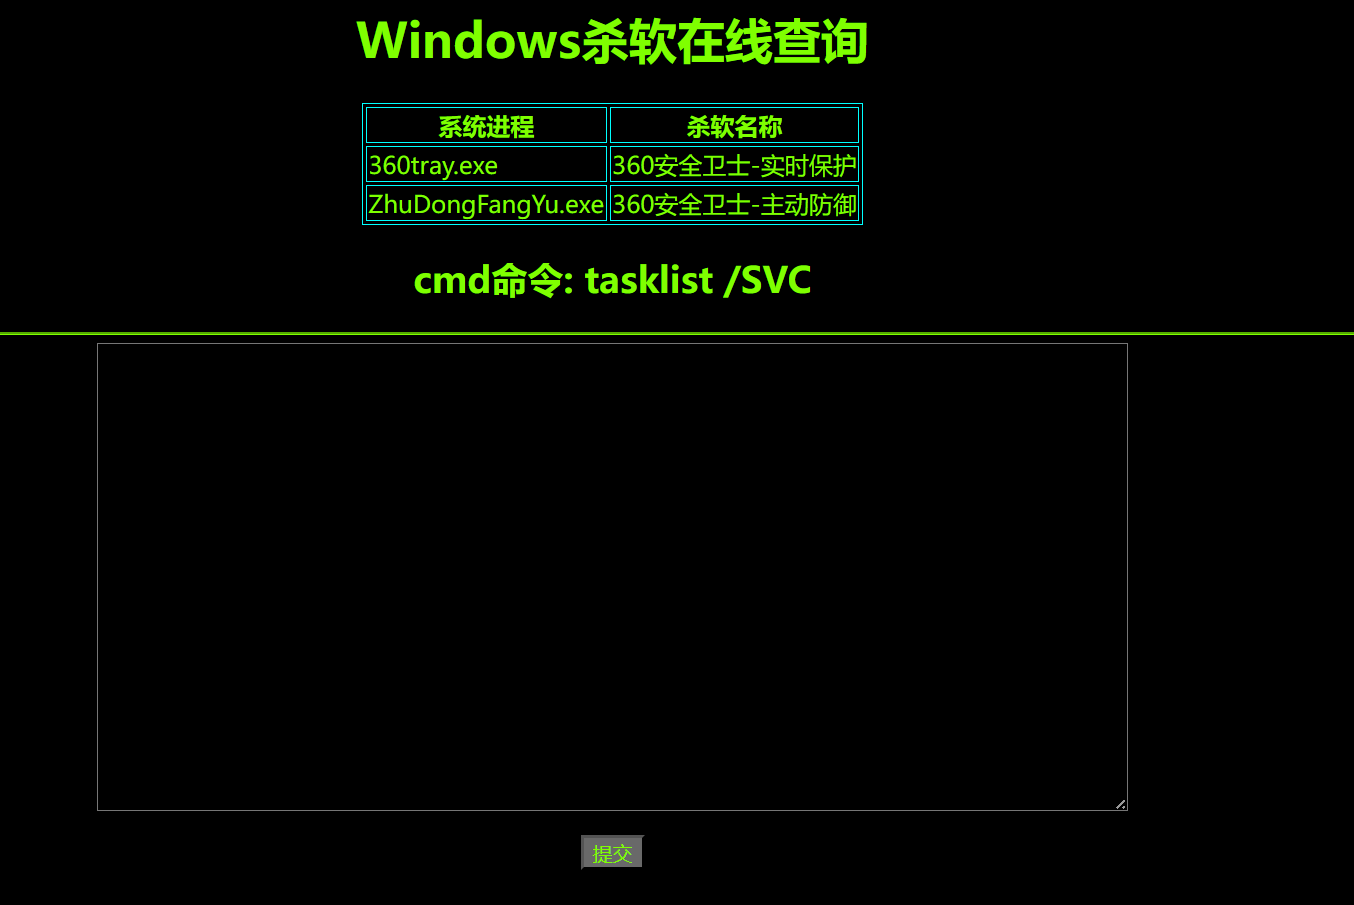 Windows杀软在线查询
系统进程 杀软名称
360tray.exe 360安全卫士-实时保护
ZhuDongFangYu.exe 360安全卫士-主动防御
cmd命令: tasklist /SVC
提交